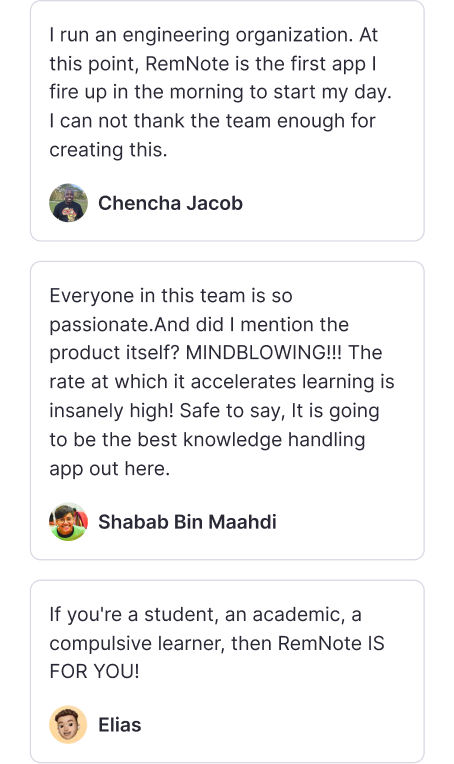 I run an engineering organization. At
this point, RemNote is the first app I
fire up in the morning to start my day.
I can not thank the team enough for
creating this.
Chencha Jacob
Everyone in this team is so
passionate.And did I mention the
product itself? MINDBLOWING!!! The
rate at which it accelerates learning is
insanely high! Safe to say, It is going
to be the best knowledge handling
app out here.
Shabab Bin Maahdi
If you're a student, an academic, a
compulsive learner, then RemNote IS
FOR YOU!
Elias